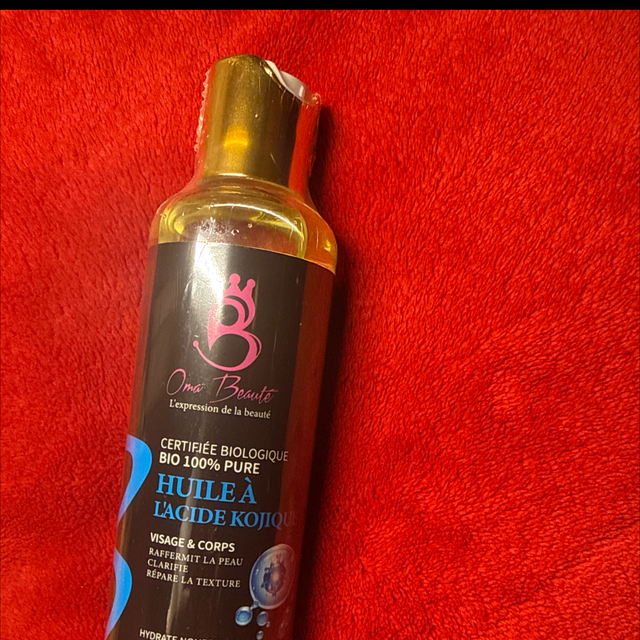 B
Oma Beauté
L'expression de la beauté
CERTIFIÉE BIOLOGIQUE
BIO 100% PURE
HUILE À
L'ACIDE KOJIQUE
VISAGE & CORPS
RAFFERMIT LA PEAU
CLARIFIE
RÉPARE LA TEXTURE
HYDRATE